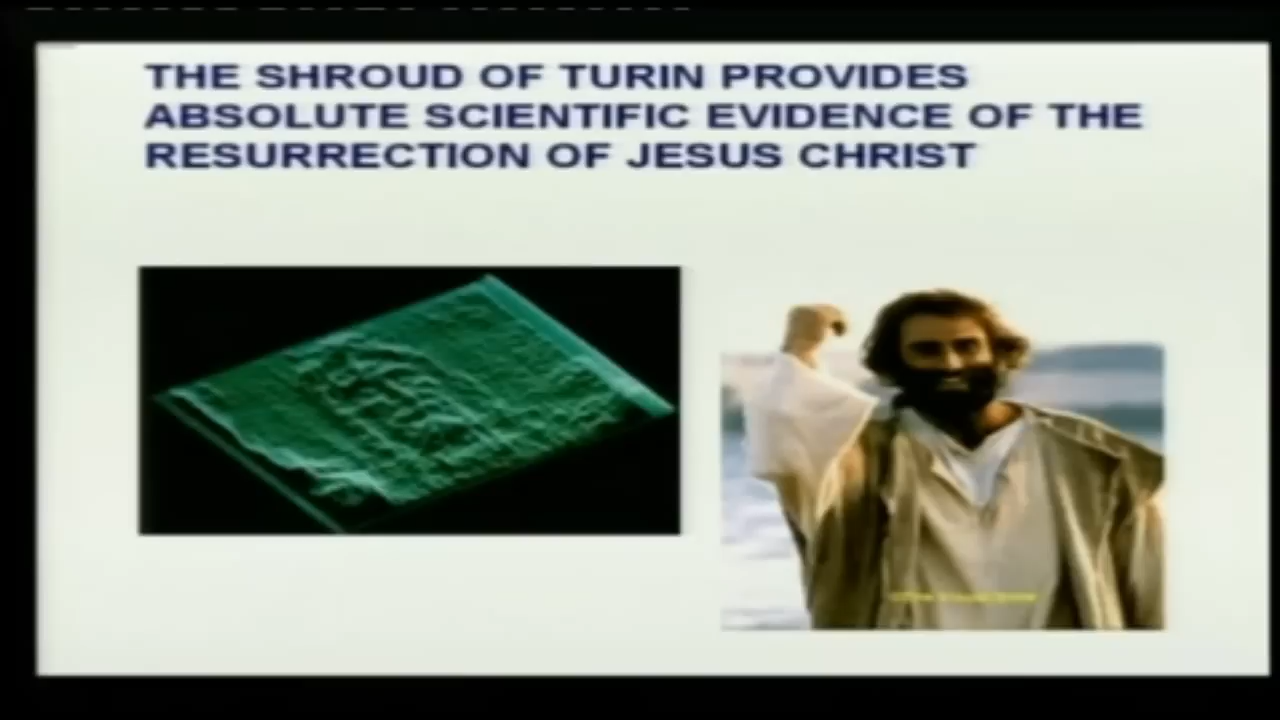 THE SHROUD OF TURIN PROVIDES
ABSOLUTE SCIENTIFIC EVIDENCE OF THE
RESURRECTION OF JESUS CHRIST